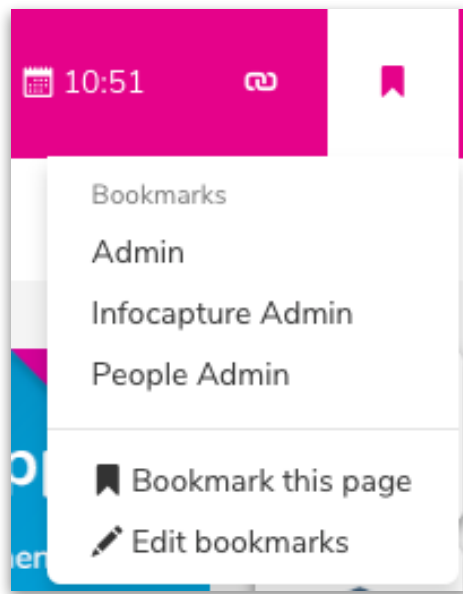 10:51
Bookmarks
Admin
Infocapture Admin
People Admin
Bookmark this page
Edit bookmarks